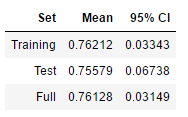 Set Mean 95% CI
Training 0.76212 0.03343
Test 0.75579 0.06738
Full 0.76128 0.03149